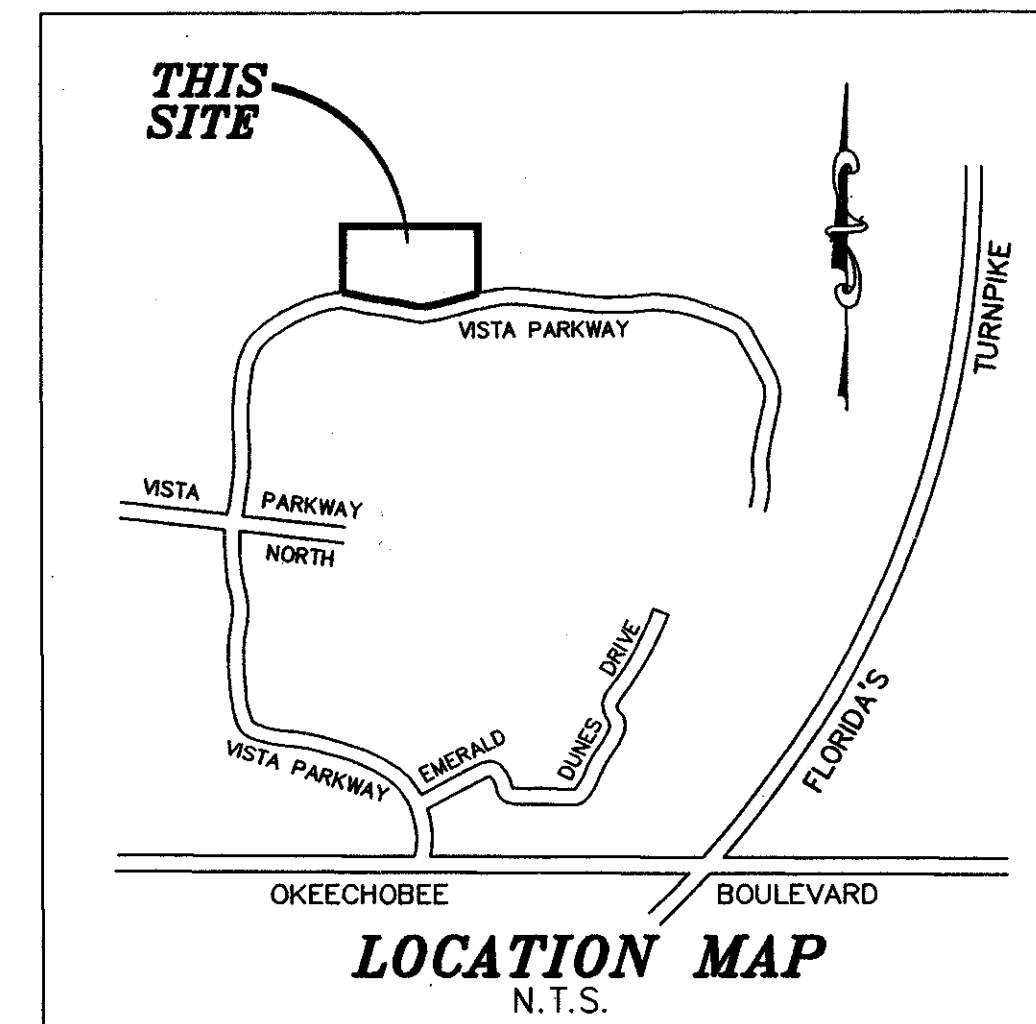 THIS
SITE
VISTA PARKWAY
TURNPIKE
VISTA PARKWAY
NORTH
DRIVE
DUNES
EMERALD
VISTA PARKWAY
FLORIDA'S
OKEECHOBEE BOULEVARD
LOCATION MAP
N.T.S.